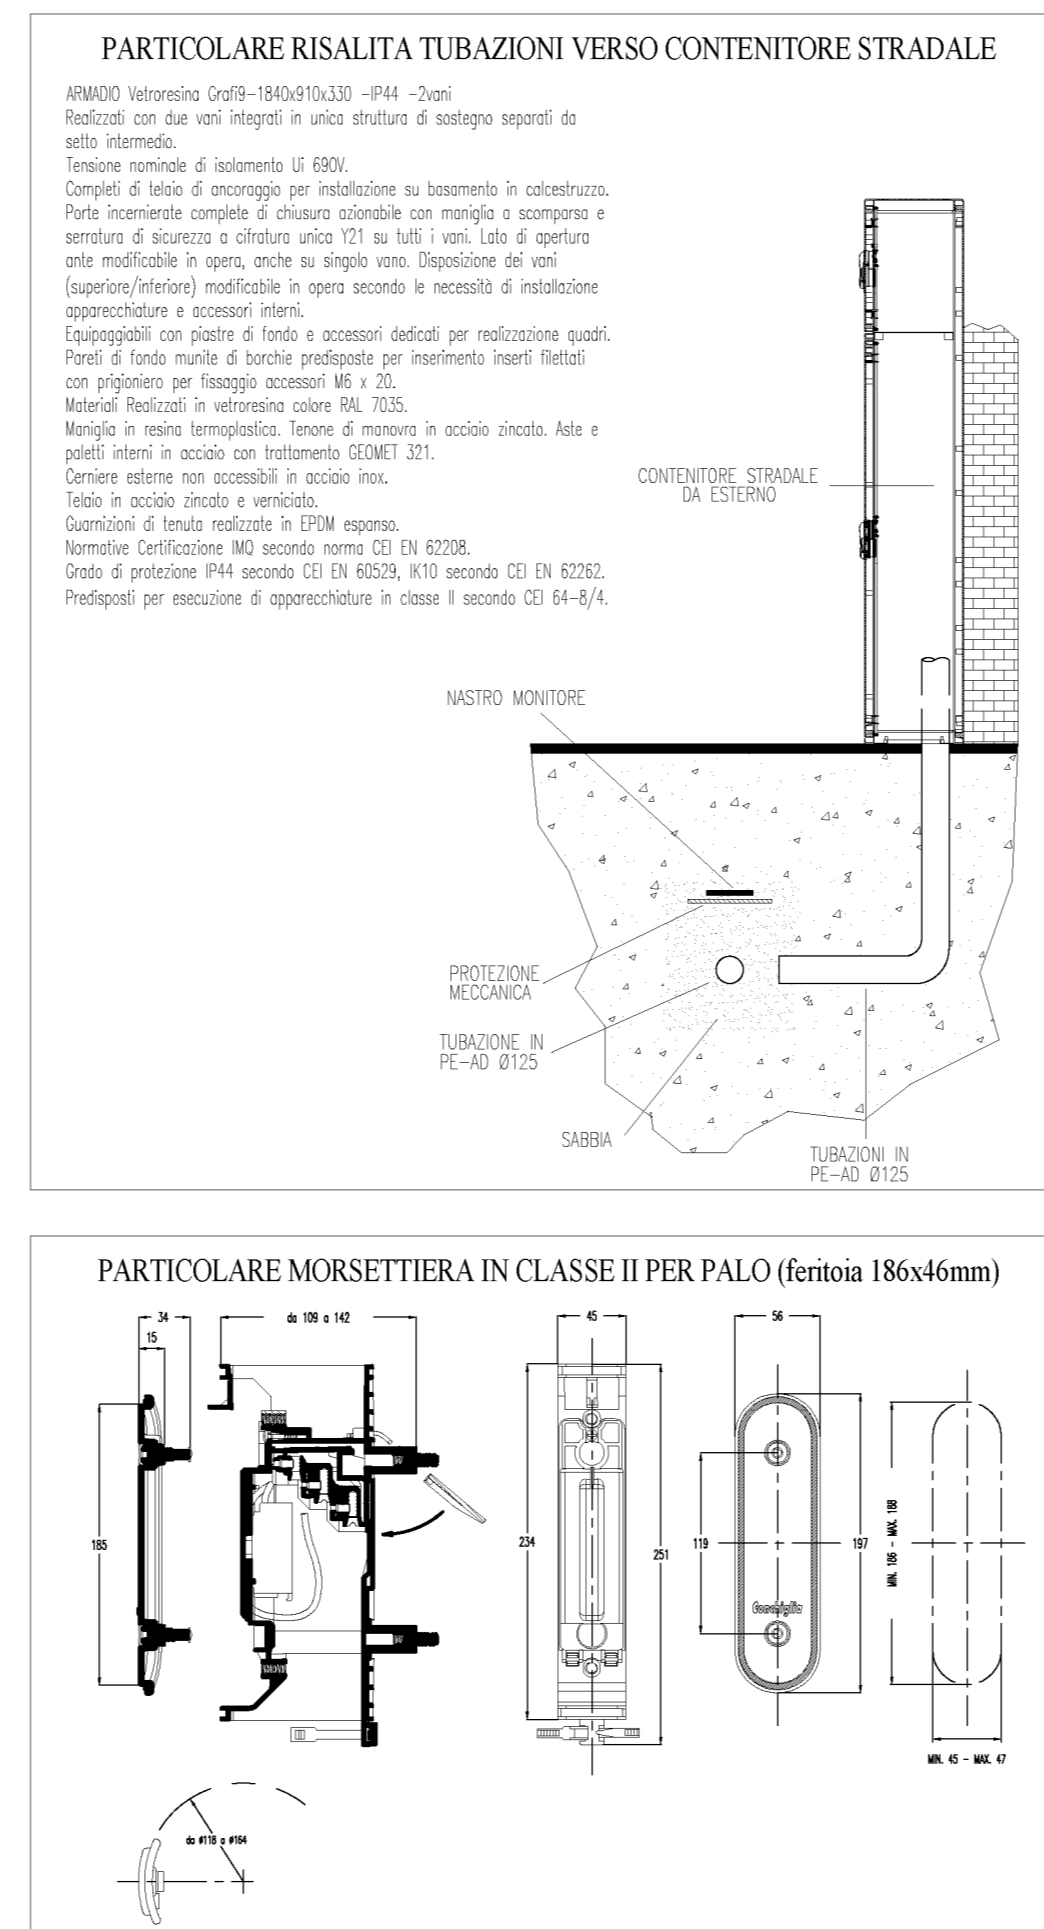 PARTICOLARE RISALITA TUBAZIONI VERSO CONTENITORE STRADALE
ARMADIO Vetroresina Grafi9-1840x910x330 -IP44 -2vani
Realizzati con due vani integrati in unica struttura di sostegno separati da
setto intermedio.
Tensione nominale di isolamento Ui 690V.
Completi di telaio di ancoraggio per installazione su basamento in calcestruzzo.
Porte incernierate complete di chiusura azionabile con maniglia a scomparsa e
serratura di sicurezza a cifratura unica Y21 su tutti i vani. Lato di apertura
ante modificabile in opera, anche su singolo vano. Disposizione dei vani
(superiore/inferiore) modificabile in opera secondo le necessità di installazione
apparecchiature e accessori interni.
Equipaggiabili con piastre di fondo e accessori dedicati per realizzazione quadri.
Pareti di fondo munite di borchie predisposte per inserimento inserti filettati
con prigioniero per fissaggio accessori M6 x 20.
Materiali Realizzati in vetroresina colore RAL 7035.
Maniglia in resina termoplastica. Tenone di manovra in acciaio zincato. Aste e
paletti interni in acciaio con trattamento GEOMET 321.
Cerniere esterne non accessibili in acciaio inox.
Telaio in acciaio zincato e verniciato.
Guarnizioni di tenuta realizzate in EPDM espanso.
Normative Certificazione IMQ secondo norma CEI EN 62208.
Grado di protezione IP44 secondo CEI EN 60529, IK10 secondo CEI EN 62262.
Predisposti per esecuzione di apparecchiature in classe II secondo CEI 64-8/4.
CONTENITORE STRADALE
DA ESTERNO
NASTRO MONITORE
PROTEZIONE
MECCANICA
TUBAZIONE IN
PE-AD Ø125
SABBIA
TUBAZIONI IN
PE-AD Ø125
PARTICOLARE MORSETTIERA IN CLASSE II PER PALO (feritoia 186x46mm)
34
15
da 109 a 142
45
56
185
234
251
119
197
MIN. 186 - MAX. 188
Conchiglia
MIN. 45 - MAX. 47
da Ø118 a Ø164